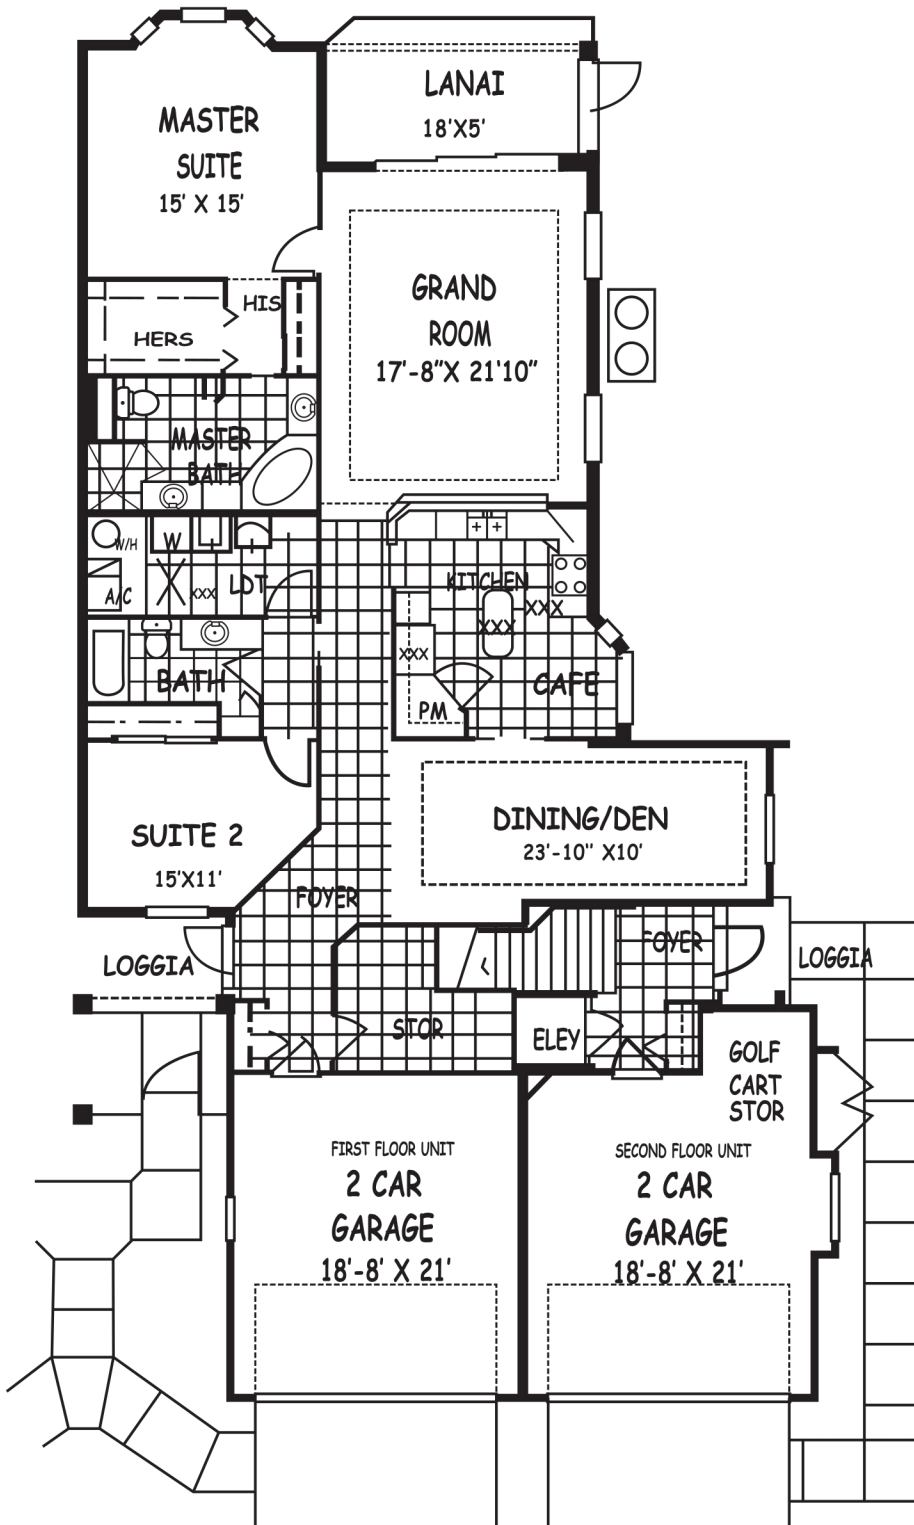 LANAI
18'X5'
MASTER
SUITE
15' X 15'
GRAND
ROOM
17'-8"X 21'10"
HIS
HERS
MASTER
BATH
W/H
W
A/C
XXX
LDT
KITCHEN
XXX
XXX
XXX
BATH
CAFE
PM
DINING/DEN
23'-10" X10'
SUITE 2
15'X11'
FOYER
FOYER
LOGGIA
LOGGIA
STOR
ELEY
GOLF
CART
STOR
FIRST FLOOR UNIT
2 CAR
GARAGE
18'-8' X 21'
SECOND FLOOR UNIT
2 CAR
GARAGE
18'-8' X 21'